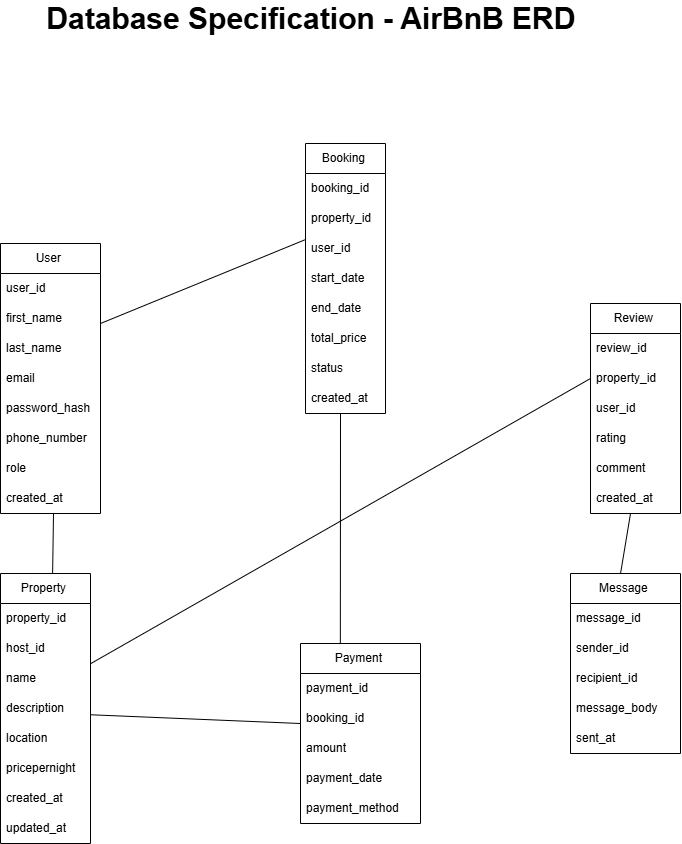 Database Specification - AirBnB ERD
Booking
booking_id
property_id
user_id
start_date
end_date
total_price
status
created_at
User
user_id
first_name
last_name
email
password_hash
phone_number
role
created_at
Review
review_id
property_id
user_id
rating
comment
created_at
Property
property_id
host_id
name
description
location
pricepernight
created_at
updated_at
Payment
payment_id
booking_id
amount
payment_date
payment_method
Message
message_id
sender_id
recipient_id
message_body
sent_at